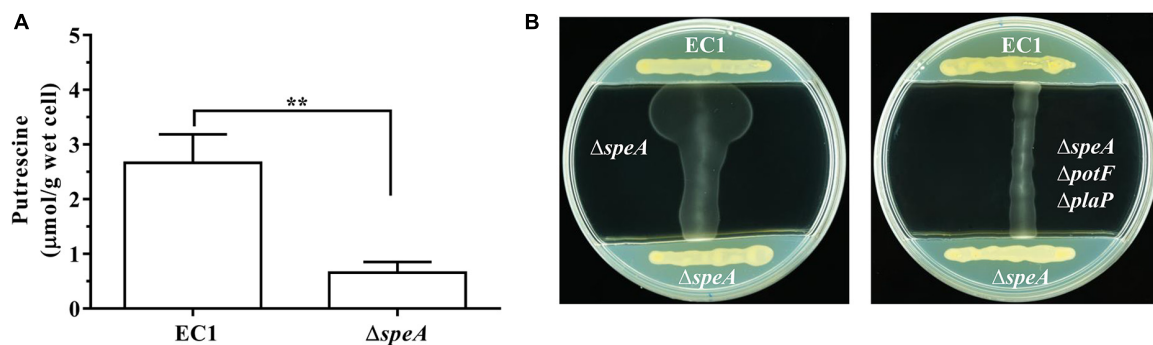 A
Putrescine
(μmol/g wet cell)
5
4
3
2
1
0
**
EC1
ΔspeA
B
EC1
ΔspeA
ΔspeA
EC1
ΔspeA
ΔpotF
ΔplaP
ΔspeA